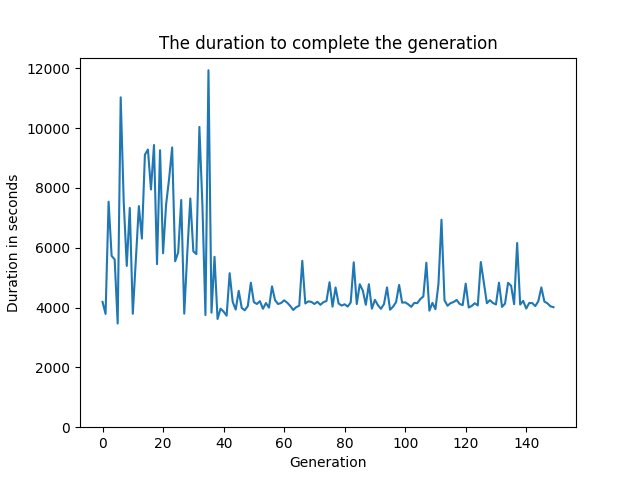 The duration to complete the generation
12000
10000
8000
6000
4000
2000
0
Duration in seconds
0 20 40 60 80 100 120 140
Generation